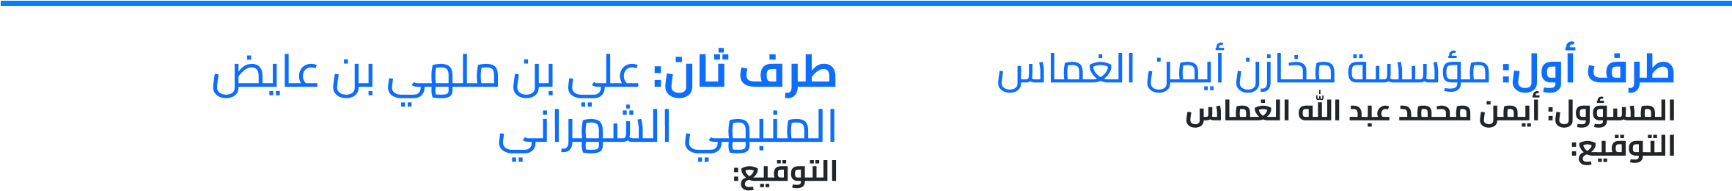 طرف أول: مؤسسة مخازن أيمن الغماس
المسؤول: أيمن محمد عبد الله الغماس
التوقيع:
طرف ثان: علي بن ملهي بن عايض
المنبهي الشهراني
التوقيع: